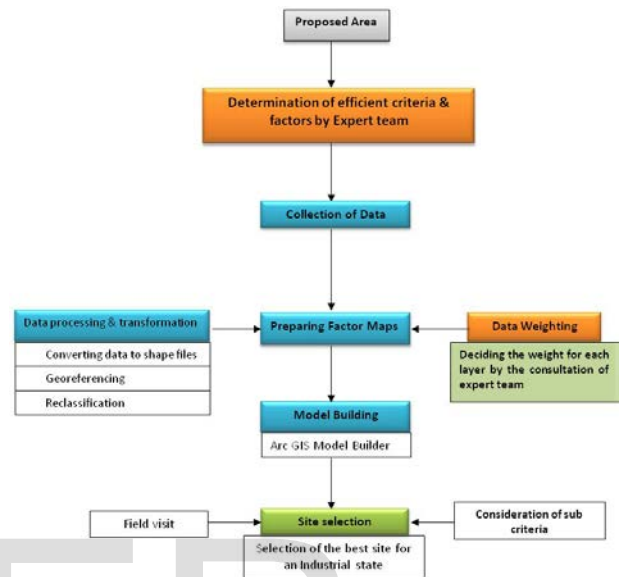 Proposed Area
Determination of efficient criteria &
factors by Expert team
Collection of Data
Data processing & transformation
Converting data to shape files
Georeferencing
Reclassification
Preparing Factor Maps
Data Weighting
Deciding the weight for each
layer by the consultation of
expert team
Model Building
Arc GIS Model Builder
Field visit
Site selection
Selection of the best site for
an Industrial state
Consideration of sub
criteria